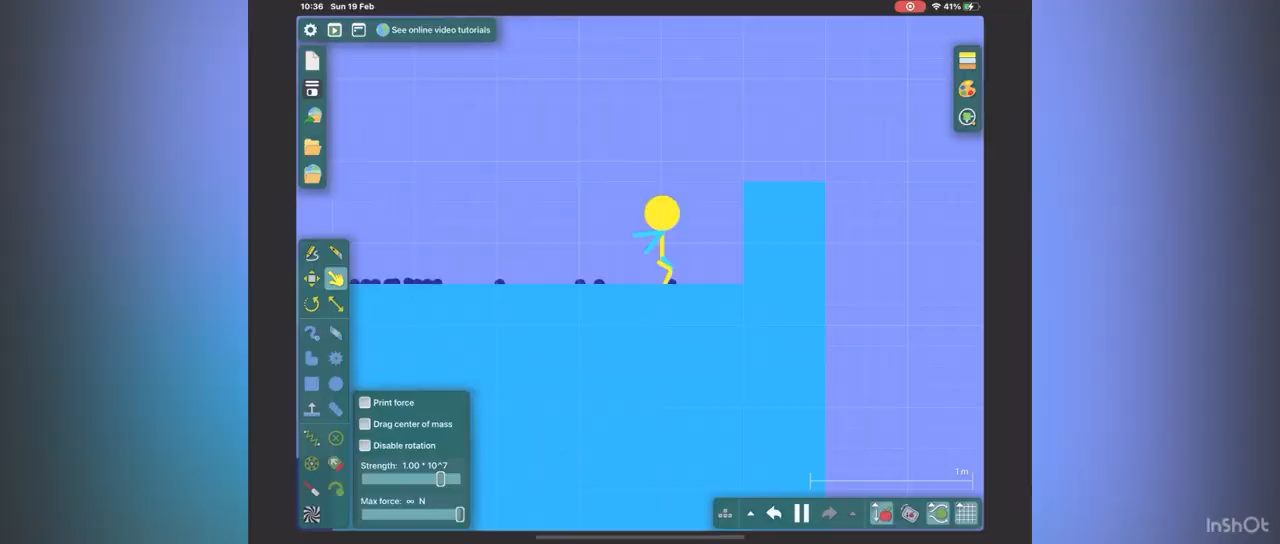 10:36 Sun 19 Feb
41%
See online video tutorials
Print force
Drag center of mass
Disable rotation
Strength: 1.00 * 10^7
Max force: ∞ N
1 m
InShOt